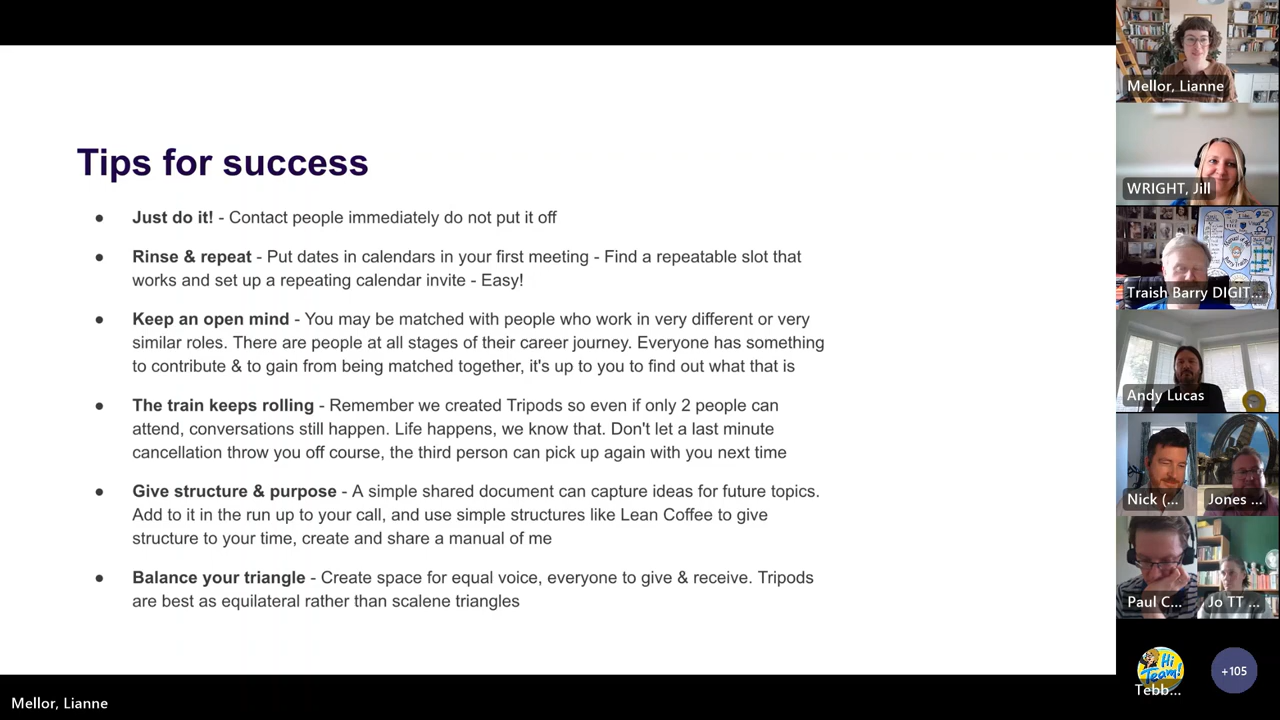 Tips for success
● Just do it! - Contact people immediately do not put it off
● Rinse & repeat - Put dates in calendars in your first meeting - Find a repeatable slot that
works and set up a repeating calendar invite - Easy!
● Keep an open mind - You may be matched with people who work in very different or very
similar roles. There are people at all stages of their career journey. Everyone has something
to contribute & to gain from being matched together, it's up to you to find out what that is
● The train keeps rolling - Remember we created Tripods so even if only 2 people can
attend, conversations still happen. Life happens, we know that. Don't let a last minute
cancellation throw you off course, the third person can pick up again with you next time
● Give structure & purpose - A simple shared document can capture ideas for future topics.
Add to it in the run up to your call, and use simple structures like Lean Coffee to give
structure to your time, create and share a manual of me
● Balance your triangle - Create space for equal voice, everyone to give & receive. Tripods
are best as equilateral rather than scalene triangles
Mellor, Lianne
Mellor, Lianne
WRIGHT, Jill
Traish Barry DIGIT...
Andy Lucas
Nick (...
Jones ...
Paul C...
Jo TT ...
Hi
Team!
Tebb...
+105